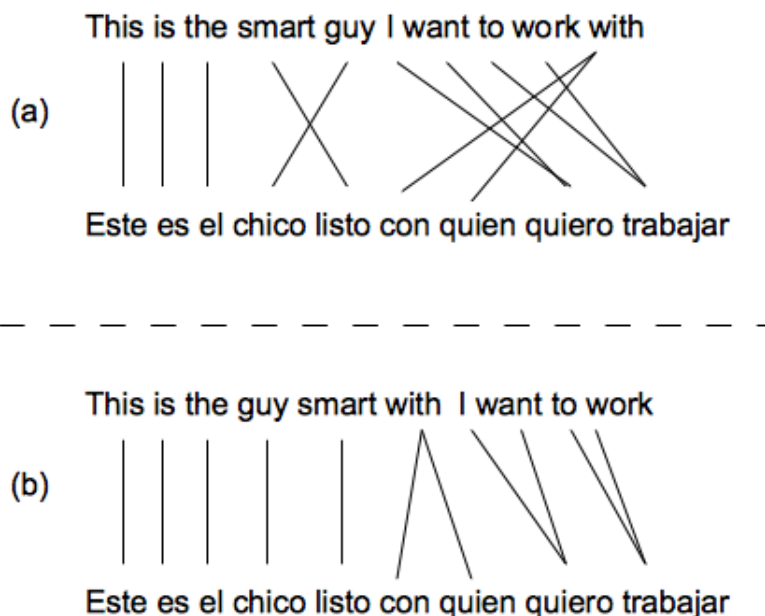 This is the smart guy I want to work with
(a)
Este es el chico listo con quien quiero trabajar
This is the guy smart with I want to work
(b)
Este es el chico listo con quien quiero trabajar